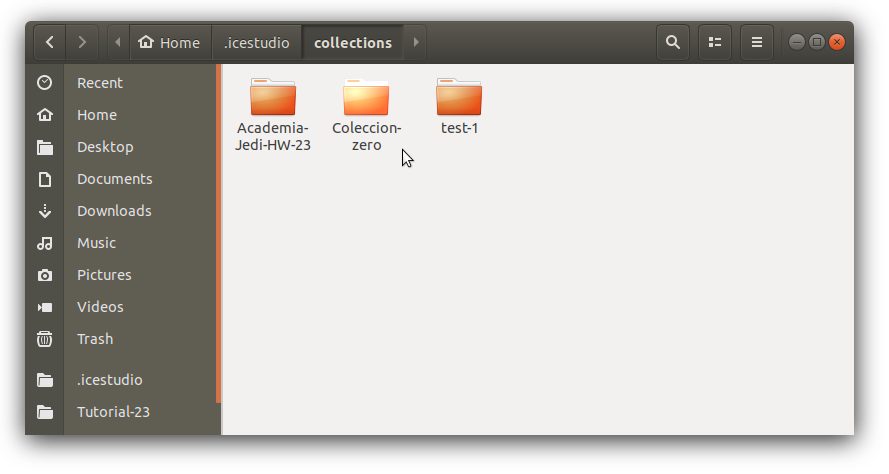 Home
.icestudio
collections
Recent
Home
Desktop
Documents
Downloads
Music
Pictures
Videos
Trash
.icestudio
Tutorial-23
Academia-
Jedi-HW-23
Coleccion-
zero
test-1